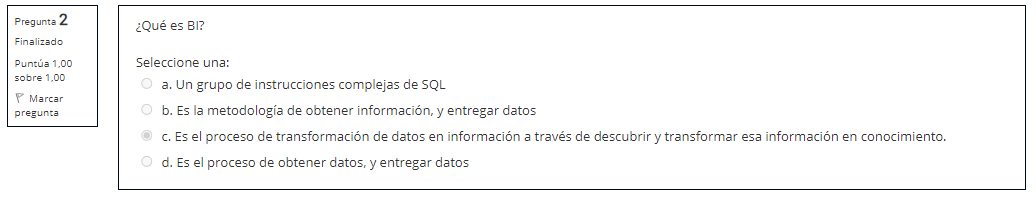 Pregunta 2
Finalizado
Puntúa 1,00
sobre 1,00
Marcar
pregunta
¿Qué es BI?
Seleccione una:
a. Un grupo de instrucciones complejas de SQL
b. Es la metodología de obtener información, y entregar datos
c. Es el proceso de transformación de datos en información a través de descubrir y transformar esa información en conocimiento.
d. Es el proceso de obtener datos, y entregar datos